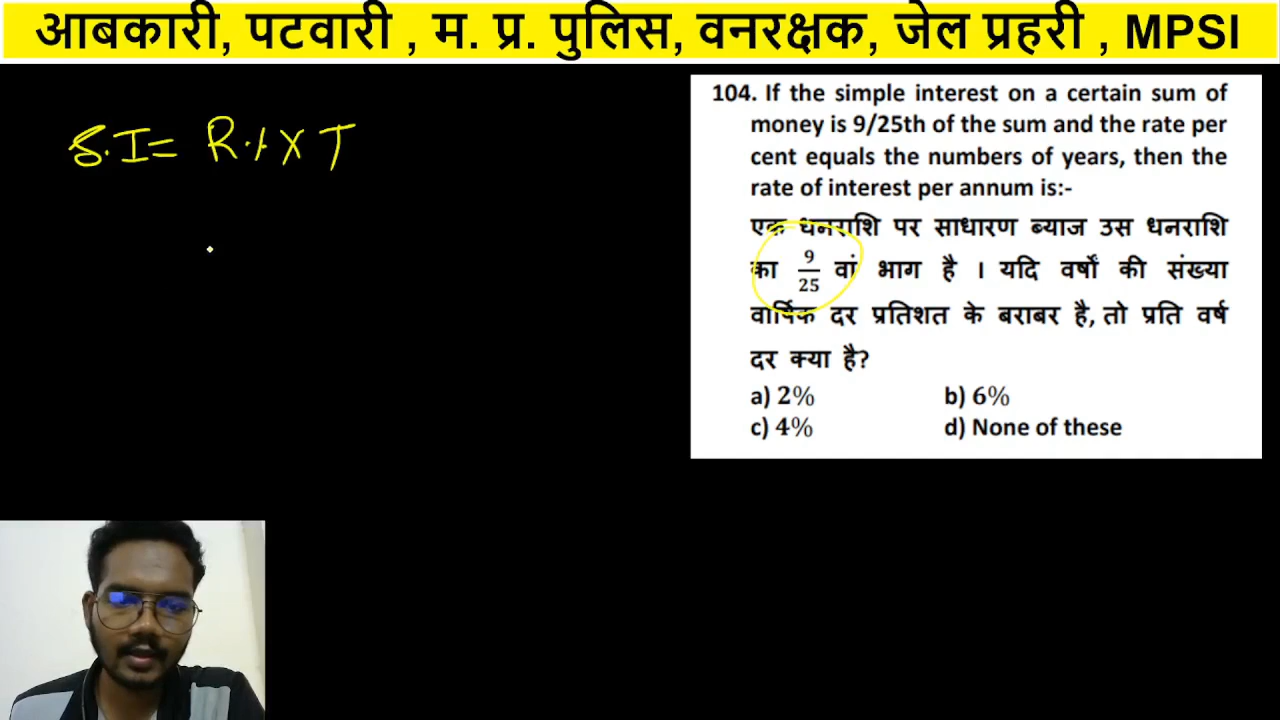 आबकारी, पटवारी , म. प्र. पुलिस, वनरक्षक, जेल प्रहरी , MPSI
S.I= R% X T
104. If the simple interest on a certain sum of
money is 9/25th of the sum and the rate per
cent equals the numbers of years, then the
rate of interest per annum is:-
एक धनराशि पर साधारण ब्याज उस धनराशि
का 9/25 वां भाग है । यदि वर्षों की संख्या
वार्षिक दर प्रतिशत के बराबर है, तो प्रति वर्ष
दर क्या है?
a) 2% b) 6%
c) 4% d) None of these